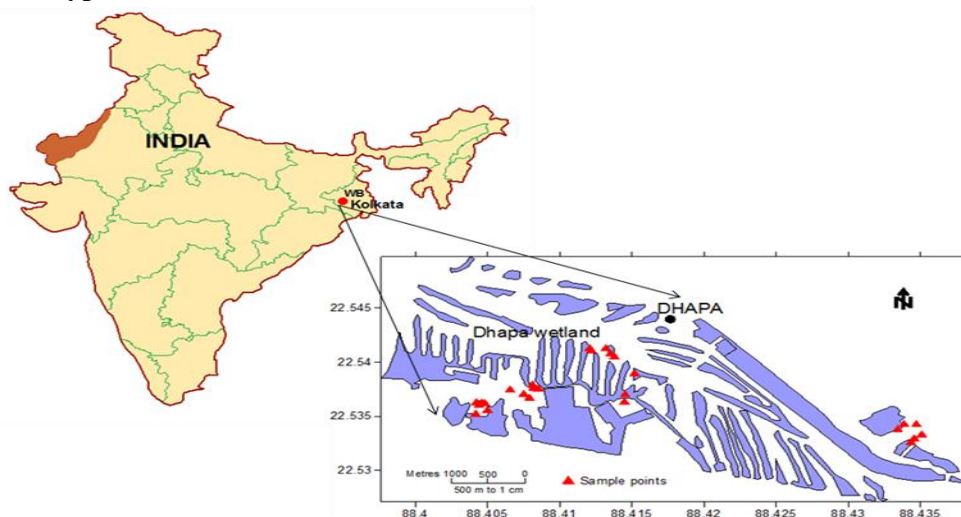 INDIA
WB
Kolkata
DHAPA
Dhapa wetland
N
22.545
22.54
22.535
22.53
Metres 1000 500 0
500 m to 1 cm
Sample points
88.4 88.405 88.41 88.415 88.42 88.425 88.43 88.435